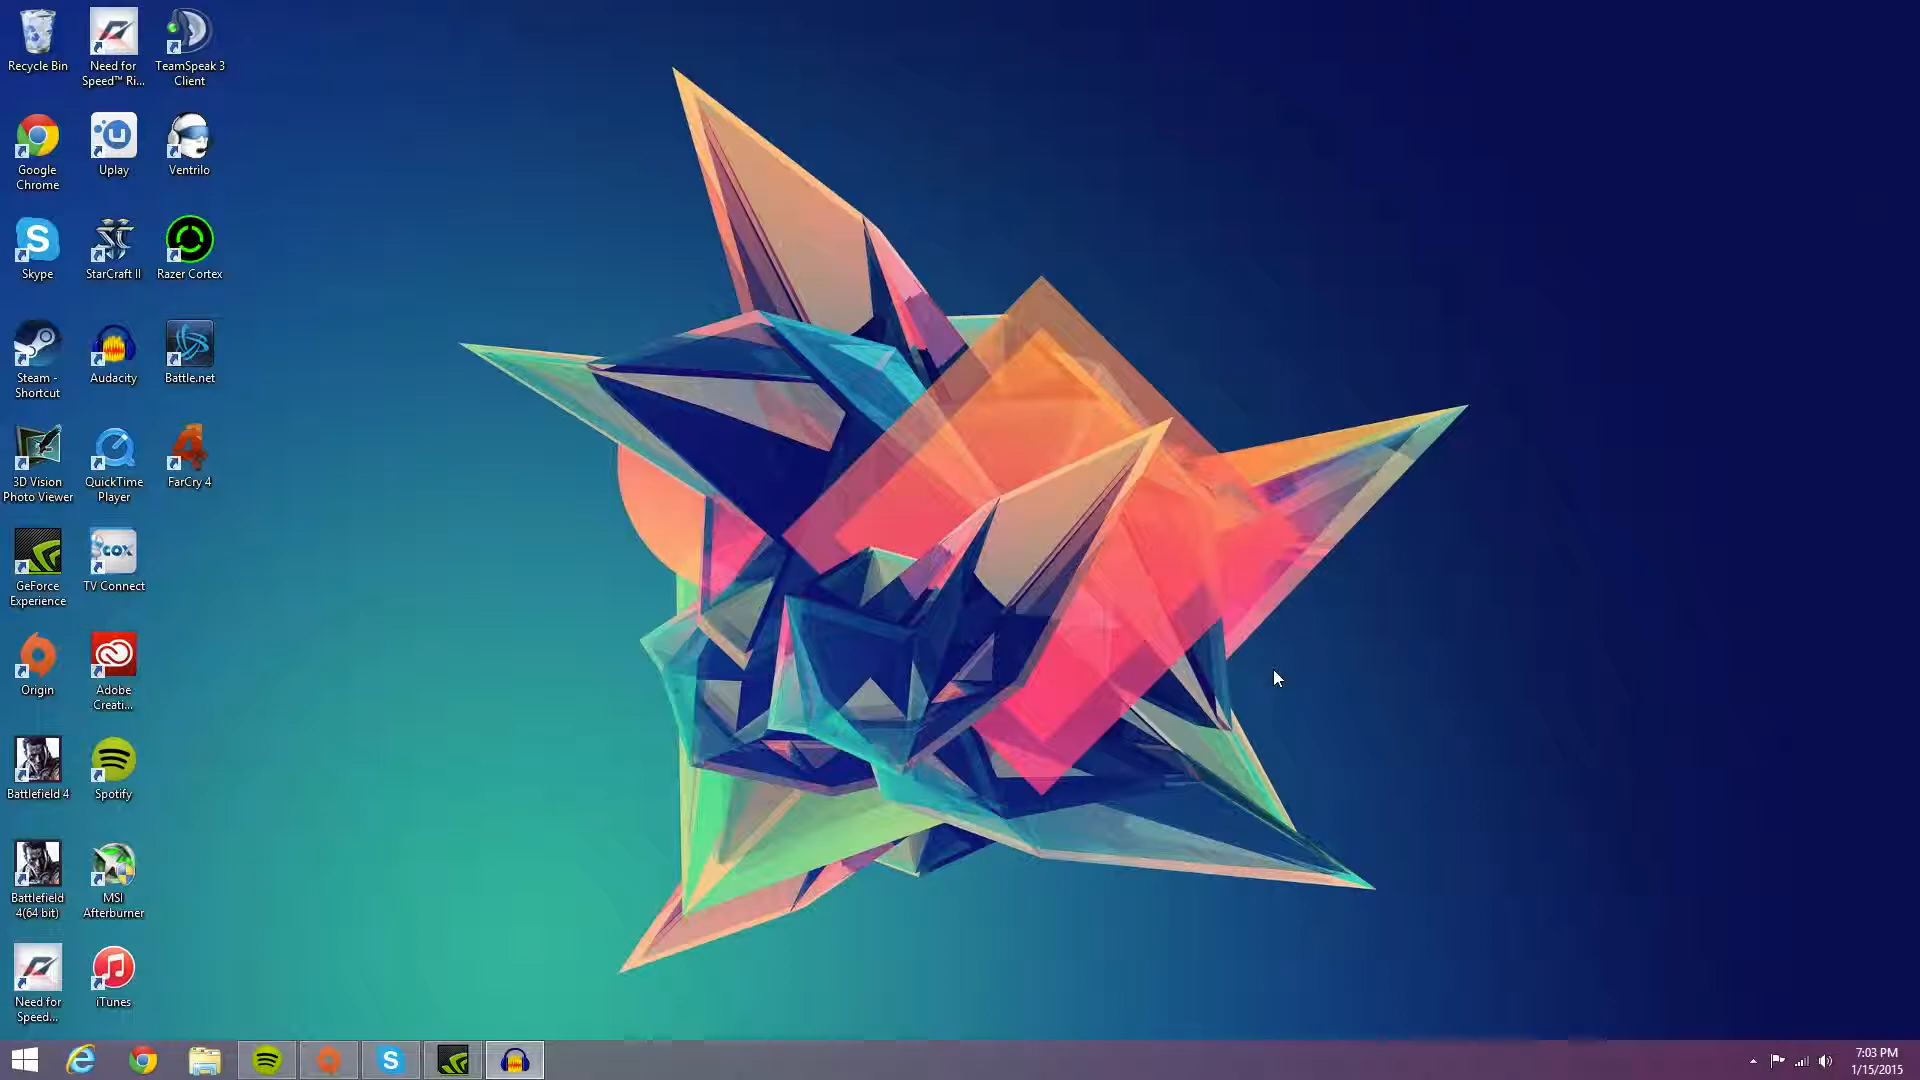 Recycle Bin
Need for
Speed™ Ri...
TeamSpeak 3
Client
Google
Chrome
Uplay
Ventrilo
Skype
StarCraft II
Razer Cortex
Steam -
Shortcut
Audacity
Battle.net
3D Vision
Photo Viewer
QuickTime
Player
FarCry 4
GeForce
Experience
COX
TV Connect
Origin
Adobe
Creati...
Battlefield 4
Spotify
Battlefield
4(64 bit)
MSI
Afterburner
Need for
Speed...
iTunes
7:03 PM
1/15/2015